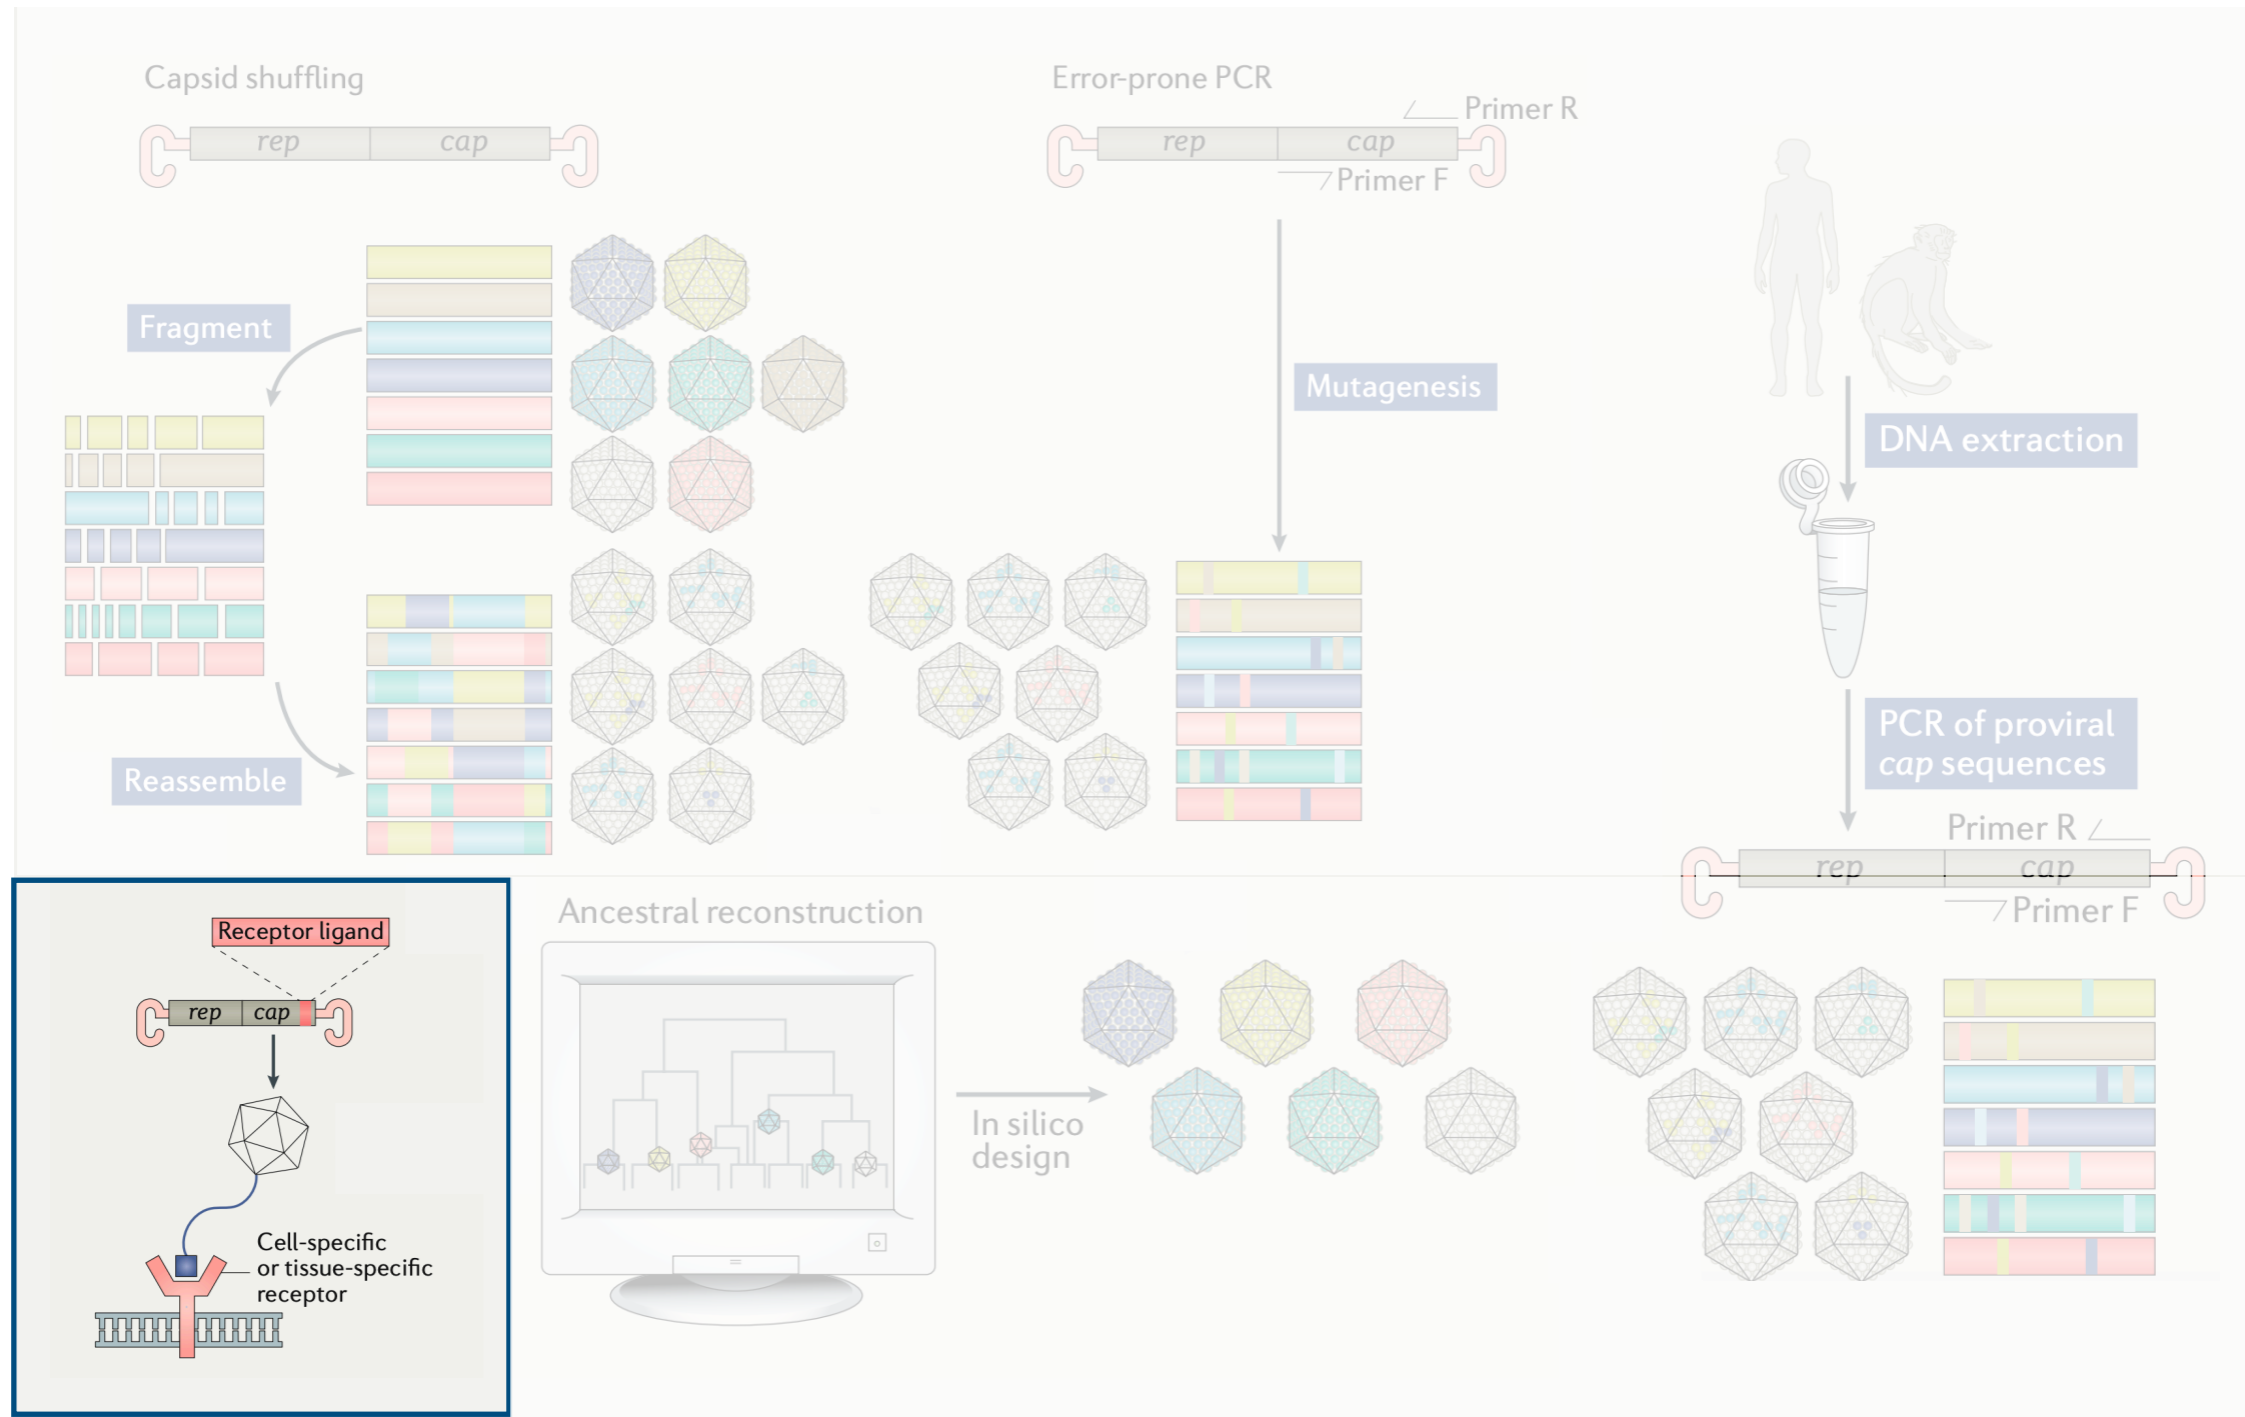 Capsid shuffling
rep cap
Error-prone PCR
Primer R
rep cap
Primer F
Fragment
Reassemble
Mutagenesis
DNA extraction
PCR of proviral
cap sequences
Primer R
rep cap
Primer F
Receptor ligand
rep cap
Cell-specific
or tissue-specific
receptor
Ancestral reconstruction
In silico
design